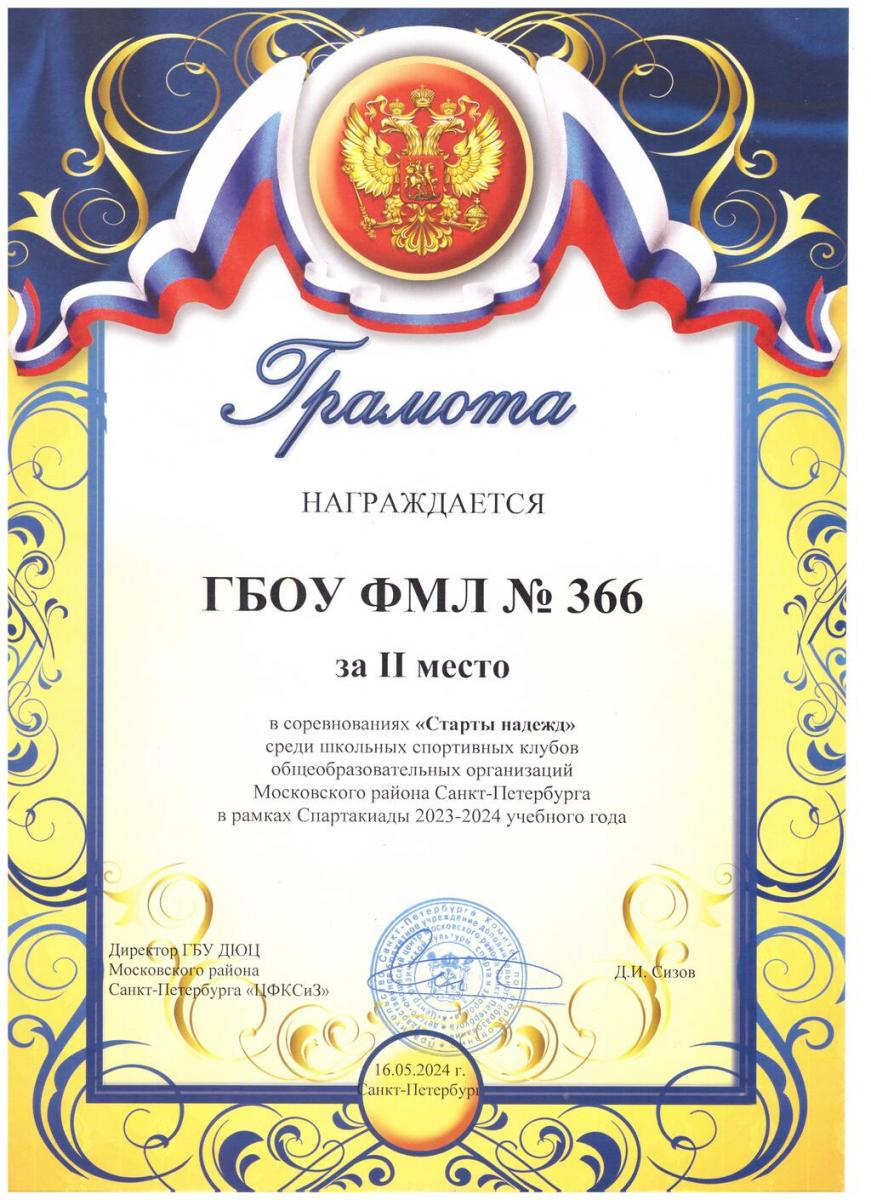 Грамота
НАГРАЖДАЕТСЯ
ГБОУ ФМЛ № 366
за II место
в соревнованиях «Старты надежд»
среди школьных спортивных клубов
общеобразовательных организаций
Московского района Санкт-Петербурга
в рамках Спартакиады 2023-2024 учебного года
Директор ГБУ ДЮЦ
Московского района
Санкт-Петербурга «ЦФКСиЗ»
Д.И. Сизов
16.05.2024 г.
Санкт-Петербург